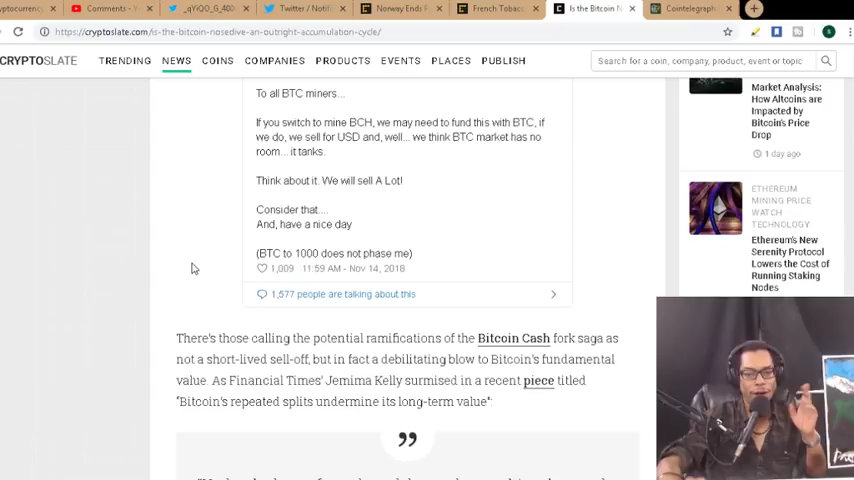 ptocurrency
Comments - Y
_qYiQO_G_400
Twitter / Notifi
Norway Ends P
French Tobacc
Is the Bitcoin N
Cointelegraph
https://cryptoslate.com/is-the-bitcoin-nosedive-an-outright-accumulation-cycle/
CRYPTOSLATE TRENDING NEWS COINS COMPANIES PRODUCTS EVENTS PLACES PUBLISH
Search for a coin, company, product, event or topic
To all BTC miners...
If you switch to mine BCH, we may need to fund this with BTC, if
we do, we sell for USD and, well... we think BTC market has no
room... it tanks.
Think about it. We will sell A Lot!
Consider that....
And, have a nice day
(BTC to 1000 does not phase me)
1,009 11:59 AM - Nov 14, 2018
1,577 people are talking about this
There's those calling the potential ramifications of the Bitcoin Cash fork saga as
not a short-lived sell-off, but in fact a debilitating blow to Bitcoin's fundamental
value. As Financial Times' Jemima Kelly surmised in a recent piece titled
"Bitcoin's repeated splits undermine its long-term value":
Market Analysis:
How Altcoins are
Impacted by
Bitcoin's Price
Drop
1 day ago
ETHEREUM
MINING PRICE
WATCH
TECHNOLOGY
Ethereum's New
Serenity Protocol
Lowers the Cost of
Running Staking
Nodes